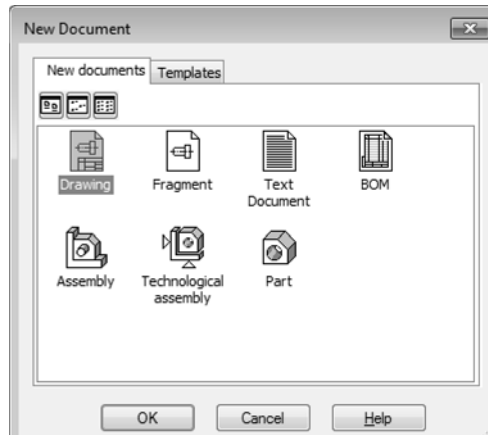 New Document
New documents Templates
Drawing Fragment Text Document BOM
Assembly Technological assembly Part
OK Cancel Help